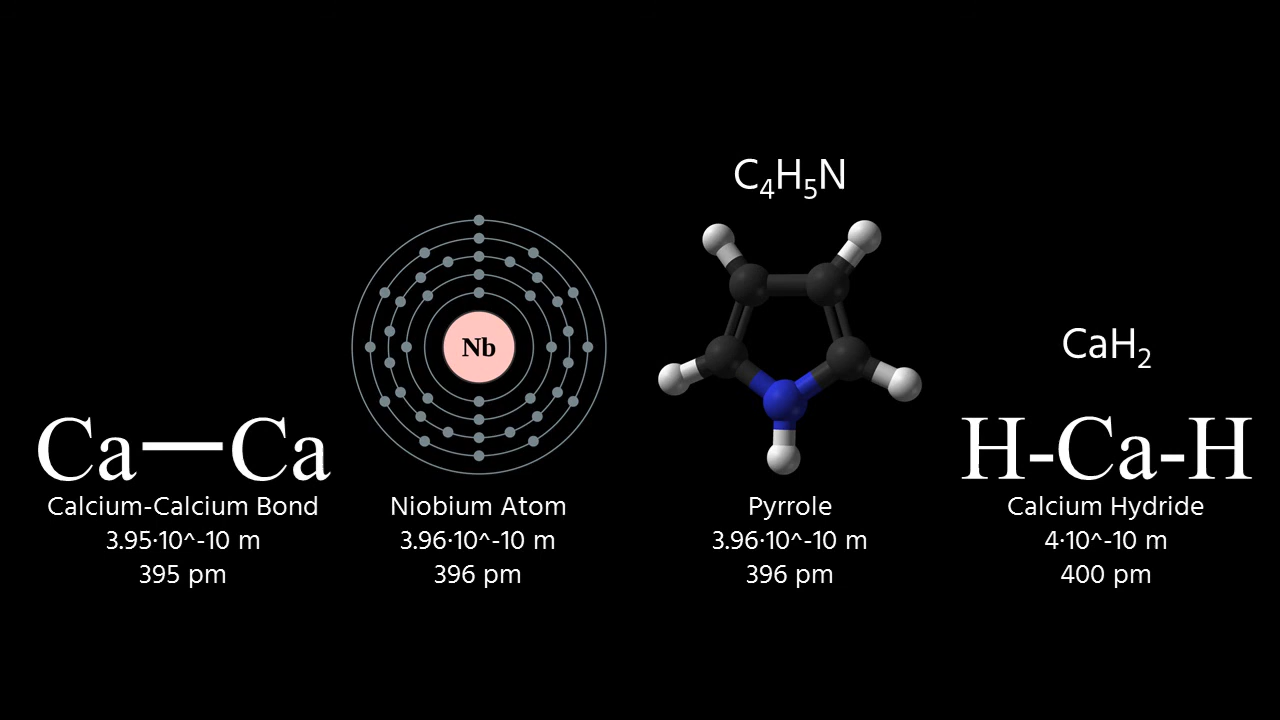 Ca—Ca
Calcium-Calcium Bond
3.95·10^-10 m
395 pm
Nb
Niobium Atom
3.96·10^-10 m
396 pm
C₄H₅N
Pyrrole
3.96·10^-10 m
396 pm
CaH₂
H-Ca-H
Calcium Hydride
4·10^-10 m
400 pm